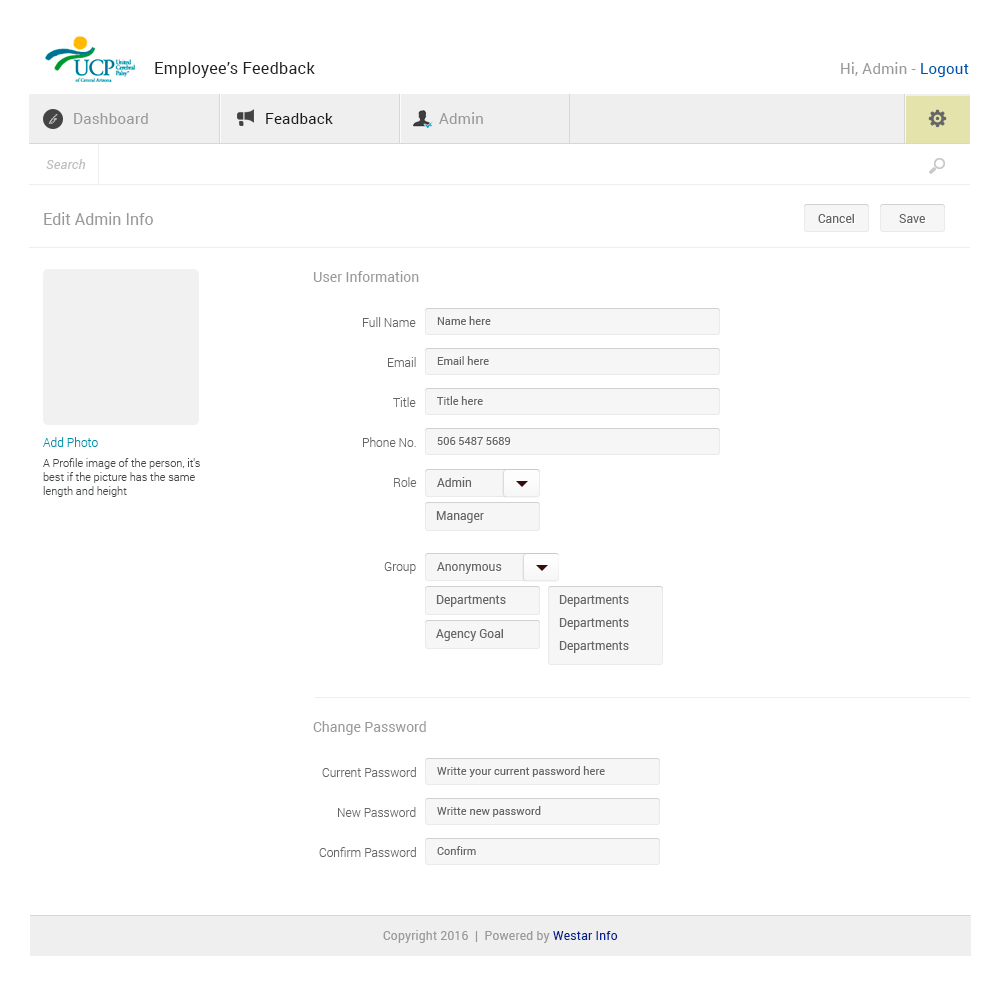 UCP United Cerebral Palsy
of Central Arizona
Employee's Feedback
Hi, Admin - Logout
Dashboard
Feadback
Admin
Search
Edit Admin Info
Cancel
Save
Add Photo
A Profile image of the person, it's
best if the picture has the same
length and height
User Information
Full Name
Name here
Email
Email here
Title
Title here
Phone No.
506 5487 5689
Role
Admin
Manager
Group
Anonymous
Departments
Agency Goal
Departments
Departments
Departments
Change Password
Current Password
Writte your current password here
New Password
Writte new password
Confirm Password
Confirm
Copyright 2016 | Powered by Westar Info